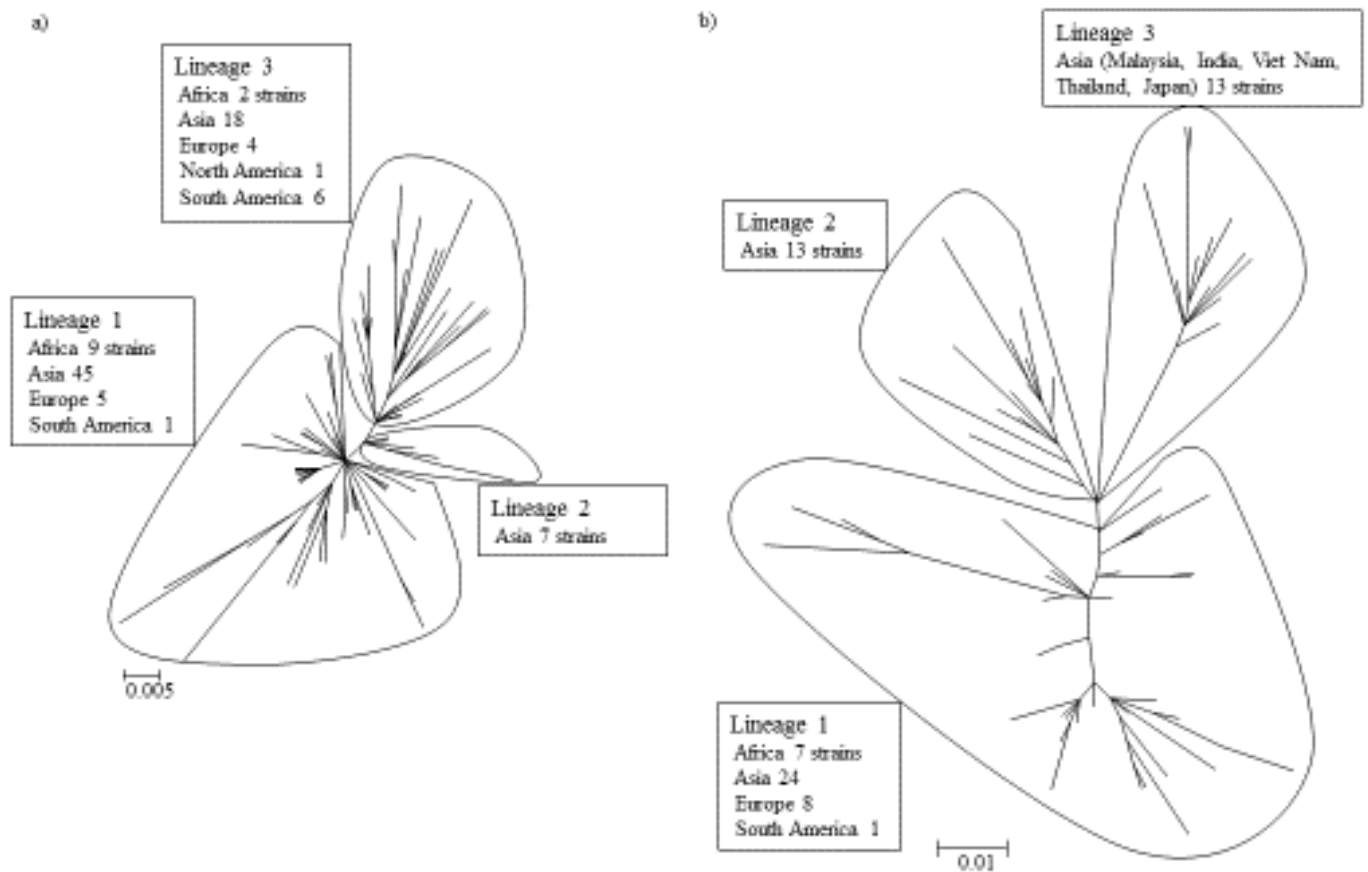 a)
Lineage 3
Africa 2 strains
Asia 18
Europe 4
North America 1
South America 6
Lineage 1
Africa 9 strains
Asia 45
Europe 5
South America 1
Lineage 2
Asia 7 strains
0.005
b)
Lineage 3
Asia (Malaysia, India, Viet Nam,
Thailand, Japan) 13 strains
Lineage 2
Asia 13 strains
Lineage 1
Africa 7 strains
Asia 24
Europe 8
South America 1
0.01